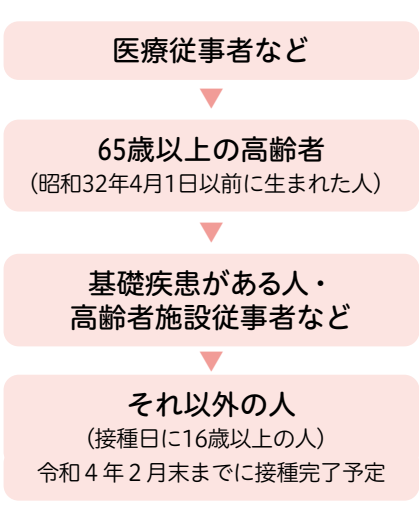 医療従事者など
65歳以上の高齢者
（昭和32年4月1日以前に生まれた人）
基礎疾患がある人・
高齢者施設従事者など
それ以外の人
（接種日に16歳以上の人）
令和４年２月末までに接種完了予定